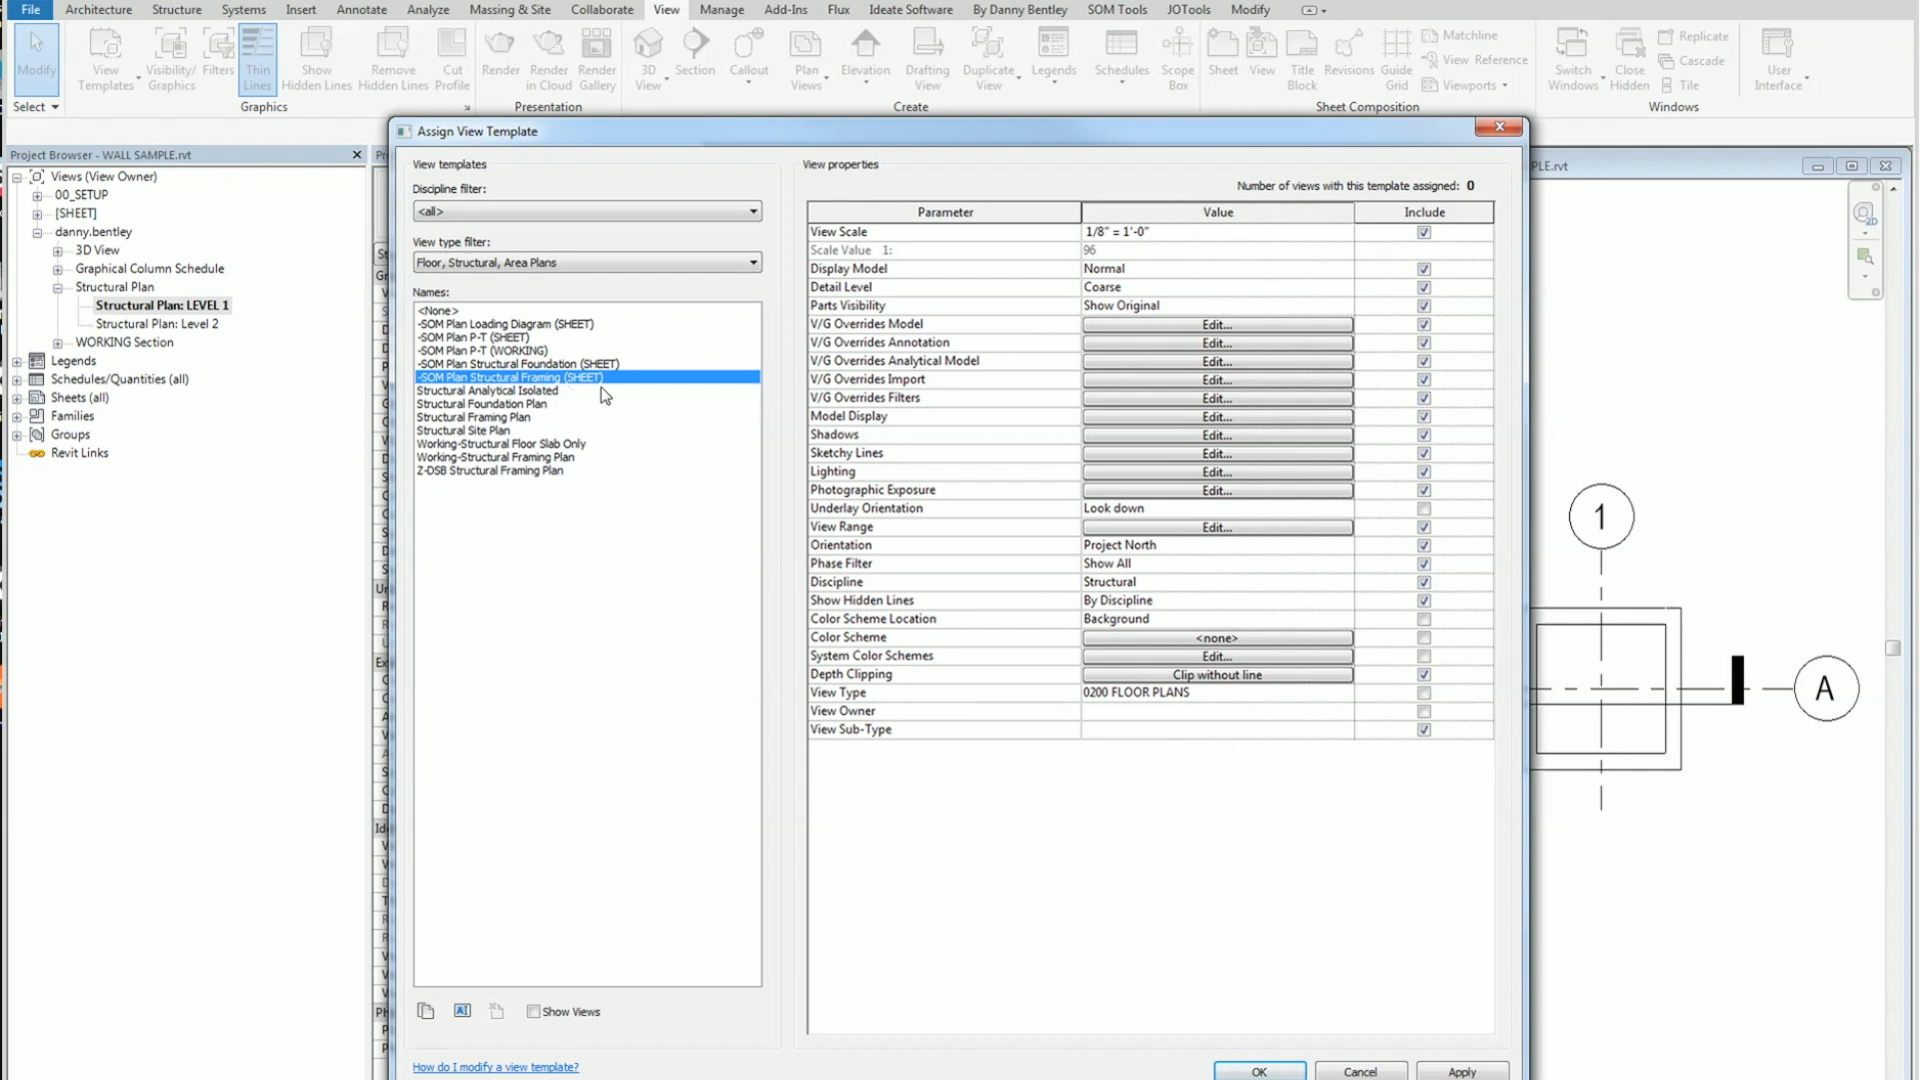 File Architecture Structure Systems Insert Annotate Analyze Massing & Site Collaborate View Manage Add-Ins Flux Ideate Software By Danny Bentley SOM Tools JOTools Modify
Modify
View Templates
Visibility/ Graphics
Filters
Thin Lines
Show Hidden Lines
Remove Hidden Lines
Cut Profile
Render
Render in Cloud
Render Gallery
3D View
Section
Callout
Plan Views
Elevation
Drafting View
Duplicate View
Legends
Schedules
Scope Box
Sheet
View
Title Block
Revisions
Guide Grid
Matchline
View Reference
Viewports
Switch Windows
Close Hidden
Replicate
Cascade
Tile
User Interface
Select Graphics Presentation Create Sheet Composition Windows
Project Browser - WALL SAMPLE.rvt
Views (View Owner)
00_SETUP
[SHEET]
danny.bentley
3D View
Graphical Column Schedule
Structural Plan
Structural Plan: LEVEL 1
Structural Plan: Level 2
WORKING Section
Legends
Schedules/Quantities (all)
Sheets (all)
Families
Groups
Revit Links
Assign View Template
View templates
Discipline filter:
<all>
View type filter:
Floor, Structural, Area Plans
Names:
<None>
-SOM Plan Loading Diagram (SHEET)
-SOM Plan P-T (SHEET)
-SOM Plan P-T (WORKING)
-SOM Plan Structural Foundation (SHEET)
-SOM Plan Structural Framing (SHEET)
Structural Analytical Isolated
Structural Foundation Plan
Structural Framing Plan
Structural Site Plan
Working-Structural Floor Slab Only
Working-Structural Framing Plan
Z-DSB Structural Framing Plan
Show Views
How do I modify a view template?
View properties
Number of views with this template assigned: 0
Parameter Value Include
View Scale 1/8" = 1'-0"
Scale Value 1: 96
Display Model Normal
Detail Level Coarse
Parts Visibility Show Original
V/G Overrides Model Edit...
V/G Overrides Annotation Edit...
V/G Overrides Analytical Model Edit...
V/G Overrides Import Edit...
V/G Overrides Filters Edit...
Model Display Edit...
Shadows Edit...
Sketchy Lines Edit...
Lighting Edit...
Photographic Exposure Edit...
Underlay Orientation Look down
View Range Edit...
Orientation Project North
Phase Filter Show All
Discipline Structural
Show Hidden Lines By Discipline
Color Scheme Location Background
Color Scheme <none>
System Color Schemes Edit...
Depth Clipping Clip without line
View Type 0200 FLOOR PLANS
View Owner
View Sub-Type
OK Cancel Apply
PLE.rvt
2D
1
A